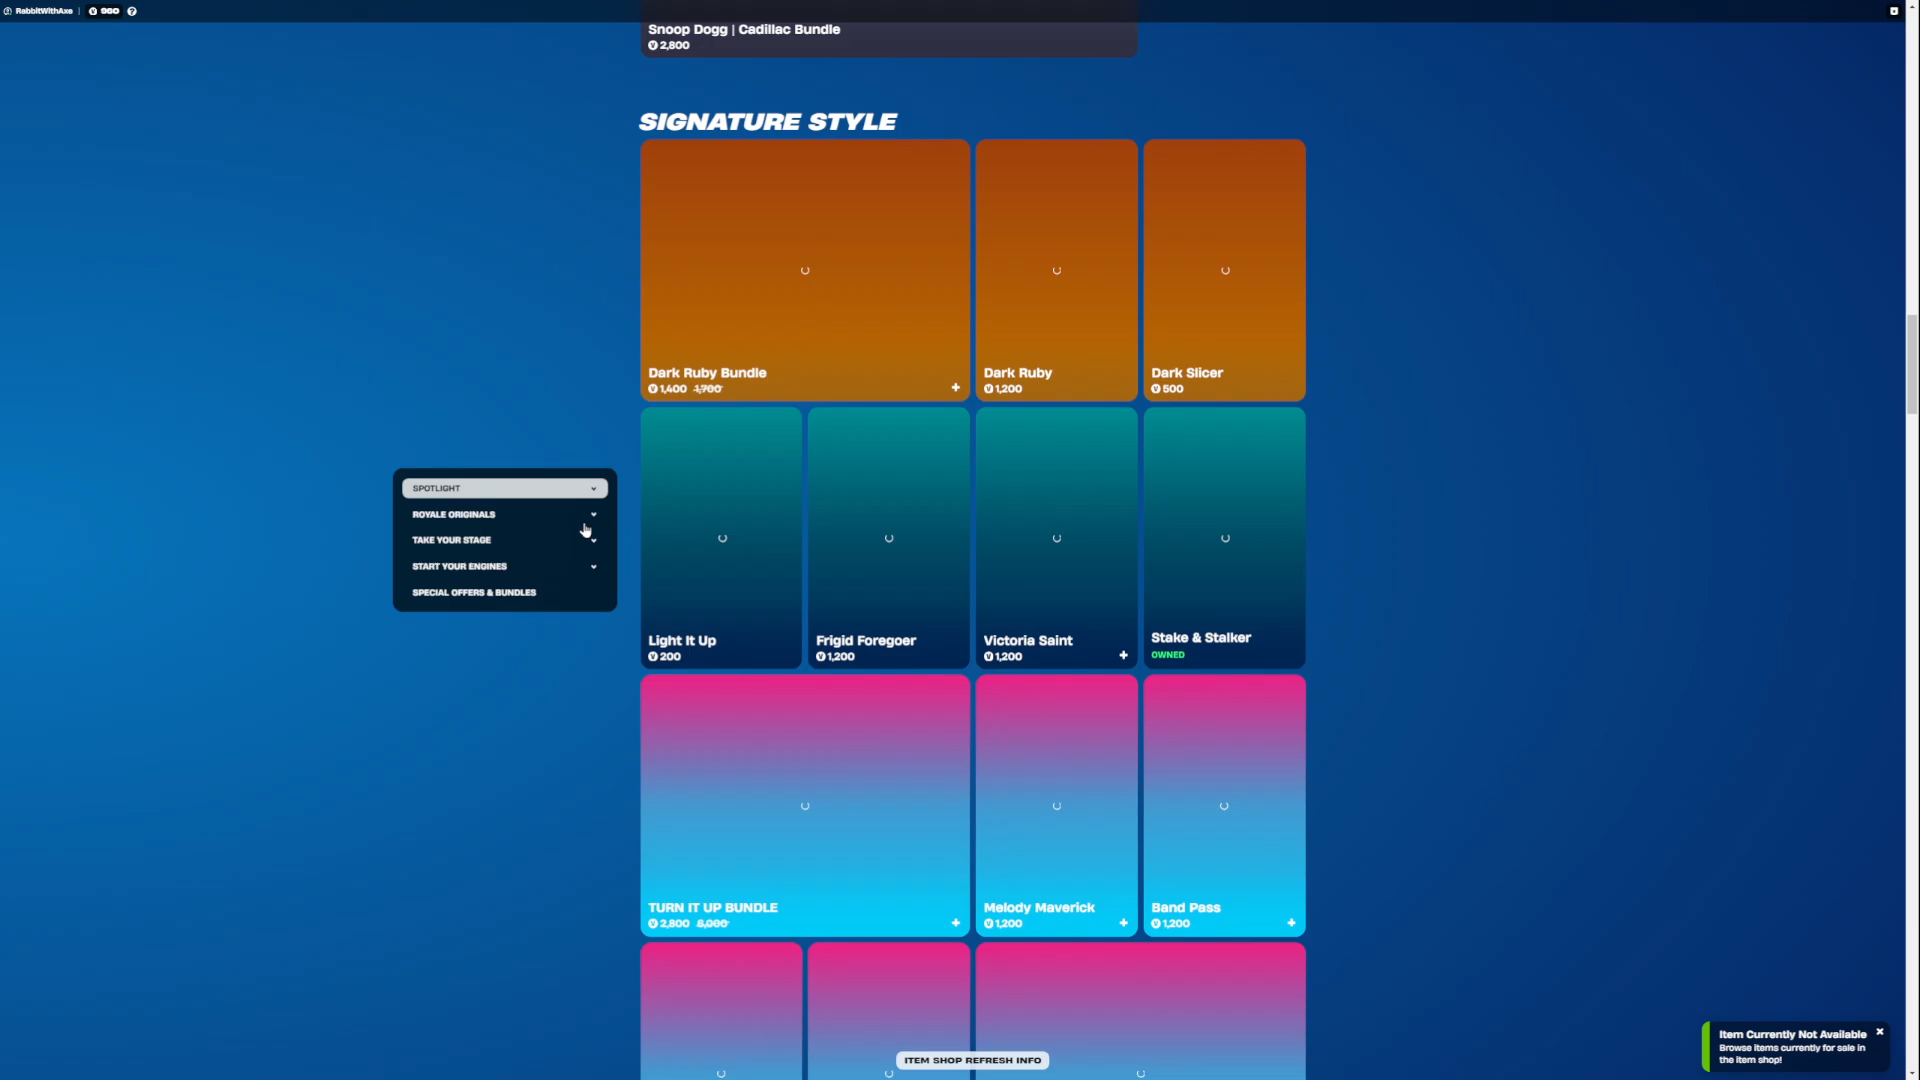 RabbitWithAxe | 960
Snoop Dogg | Cadillac Bundle
2,800
SIGNATURE STYLE
Dark Ruby Bundle
1,400 1,700
Dark Ruby
1,200
Dark Slicer
500
SPOTLIGHT
ROYALE ORIGINALS
TAKE YOUR STAGE
START YOUR ENGINES
SPECIAL OFFERS & BUNDLES
Light It Up
200
Frigid Foregoer
1,200
Victoria Saint
1,200
Stake & Stalker
OWNED
TURN IT UP BUNDLE
2,800 6,000
Melody Maverick
1,200
Band Pass
1,200
ITEM SHOP REFRESH INFO
Item Currently Not Available
Browse items currently for sale in
the item shop!